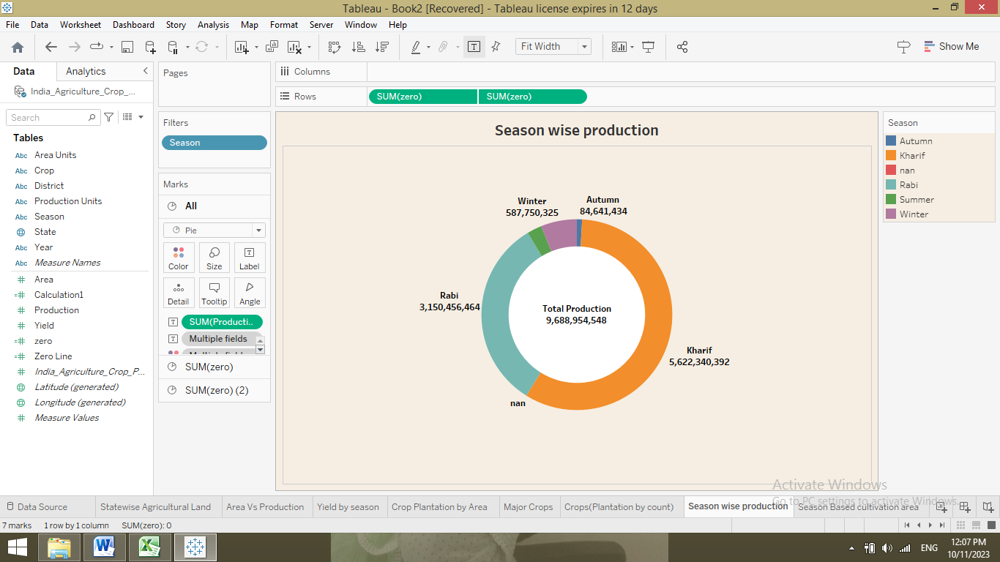 Tableau - Book2 [Recovered] - Tableau license expires in 12 days
File Data Worksheet Dashboard Story Analysis Map Format Server Window Help
Fit Width
Show Me
Data Analytics
India_Agriculture_Crop_...
Search
Tables
Abc Area Units
Abc Crop
Abc District
Abc Production Units
Abc Season
State
Abc Year
Abc Measure Names
Area
Calculation1
Production
Yield
zero
Zero Line
India_Agriculture_Crop_P...
Latitude (generated)
Longitude (generated)
Measure Values
Pages
Filters
Season
Marks
All
Pie
Color Size Label
Detail Tooltip Angle
SUM(Producti..
Multiple fields
SUM(zero)
SUM(zero) (2)
Columns
Rows SUM(zero) SUM(zero)
Season wise production
Winter
587,750,325
Autumn
84,641,434
Rabi
3,150,456,464
Total Production
9,688,954,548
Kharif
5,622,340,392
nan
Season
Autumn
Kharif
nan
Rabi
Summer
Winter
Activate Windows
Go to PC settings to activate Windows.
Data Source Statewise Agricultural Land Area Vs Production Yield by season Crop Plantation by Area Major Crops Crops(Plantation by count) Season wise production Season Based cultivation area
7 marks 1 row by 1 column SUM(zero): 0
ENG
12:07 PM
10/11/2023